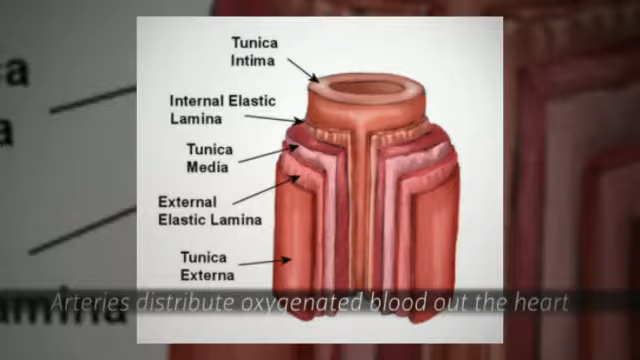 Tunica
Intima
Internal Elastic
Lamina
Tunica
Media
External
Elastic Lamina
Tunica
Externa
Arteries distribute oxygenated blood out the heart